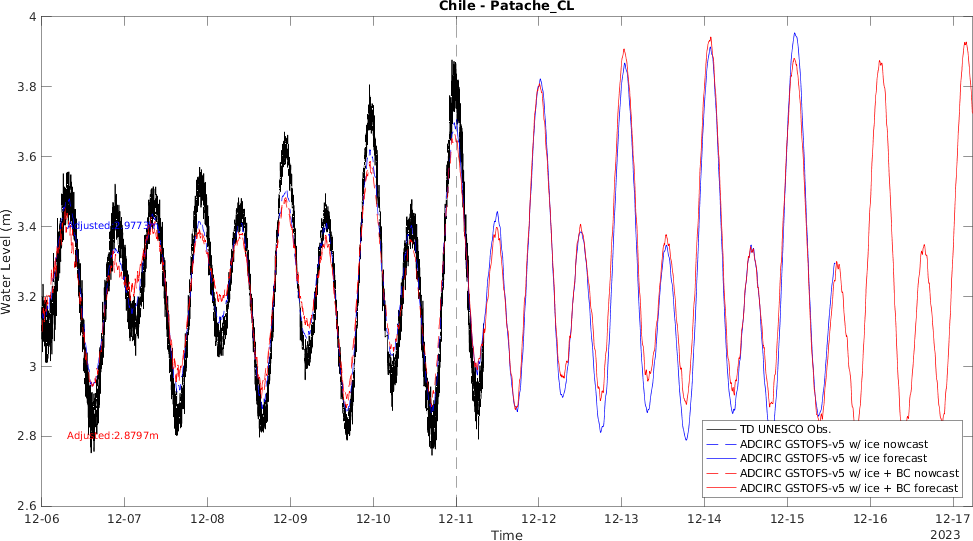 Chile - Patache_CL
Water Level (m)
4
3.8
3.6
3.4
3.2
3
2.8
2.6
Adjusted:2.8797m
TD UNESCO Obs.
ADCIRC GSTOFS-v5 w/ ice nowcast
ADCIRC GSTOFS-v5 w/ ice forecast
ADCIRC GSTOFS-v5 w/ ice + BC nowcast
ADCIRC GSTOFS-v5 w/ ice + BC forecast
12-06 12-07 12-08 12-09 12-10 12-11 12-12 12-13 12-14 12-15 12-16 12-17
Time
2023